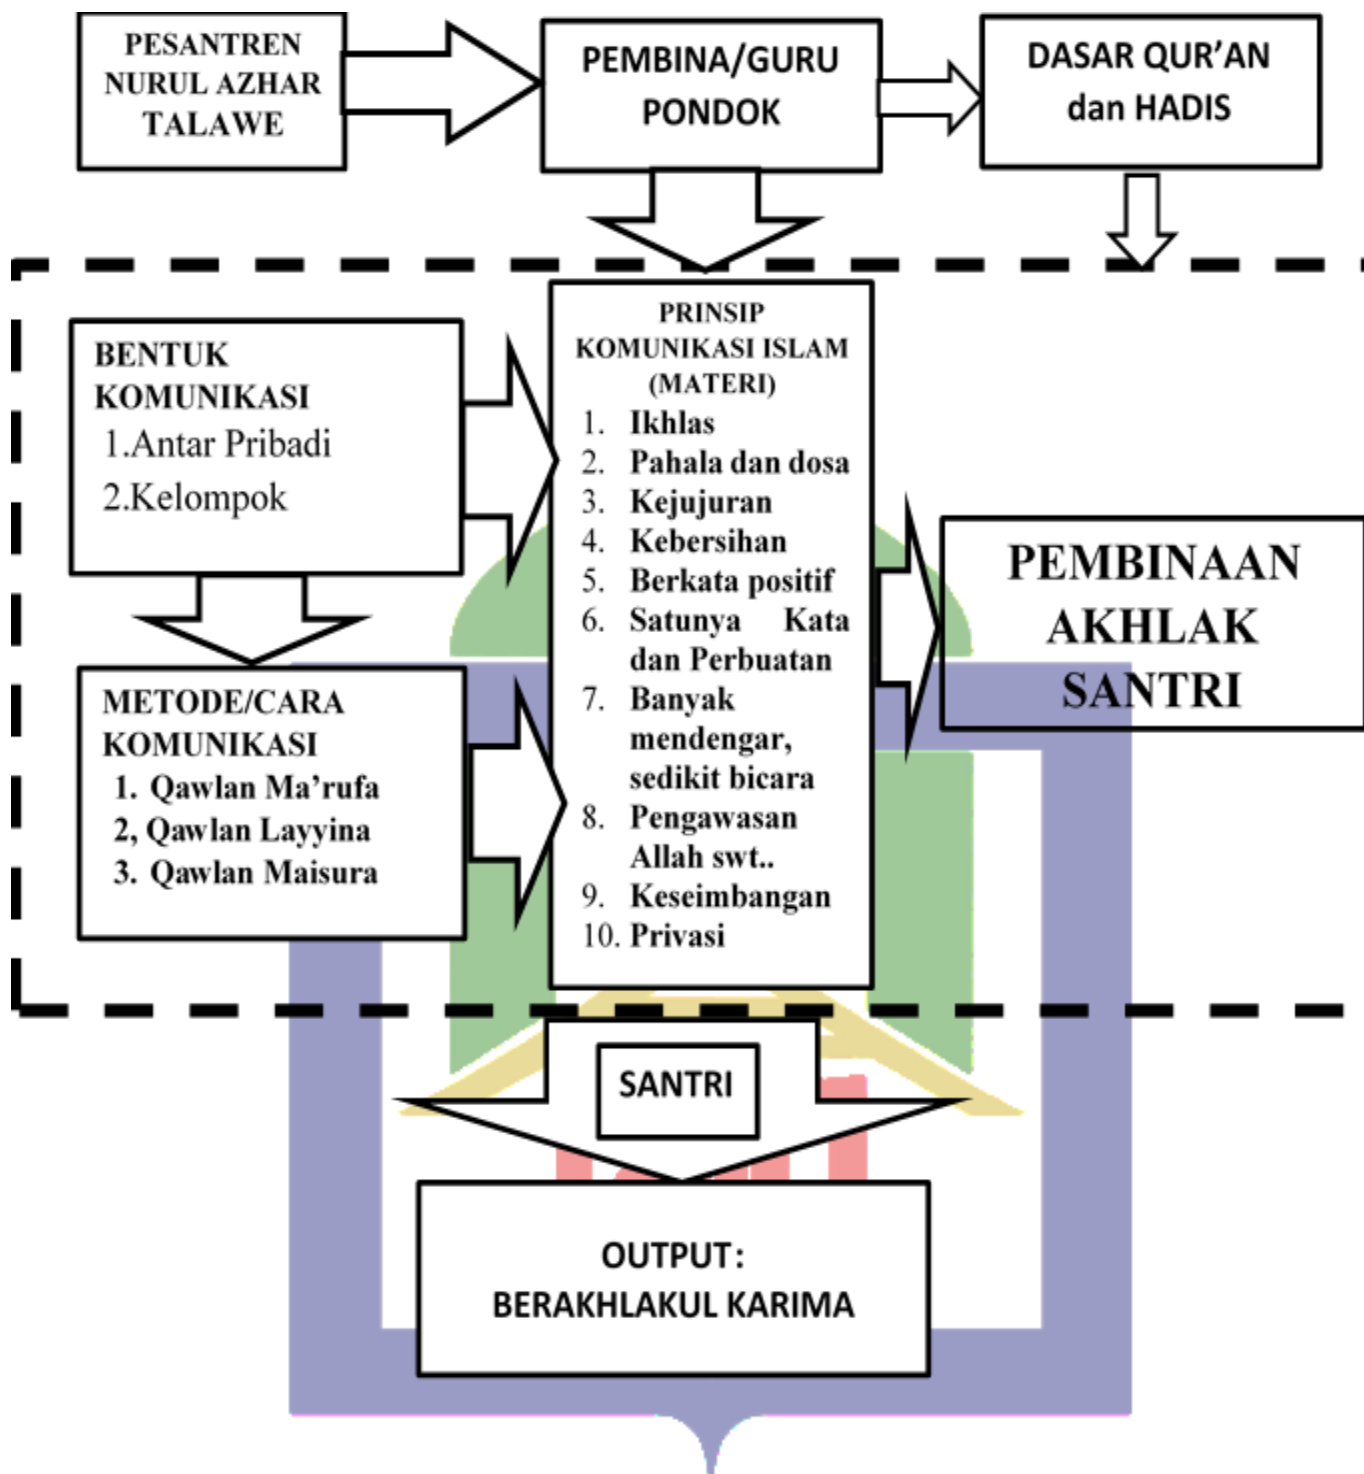 PESANTREN
NURUL AZHAR
TALAWE
PEMBINA/GURU
PONDOK
DASAR QUR’AN
dan HADIS
BENTUK
KOMUNIKASI
1.Antar Pribadi
2.Kelompok
METODE/CARA
KOMUNIKASI
1. Qawlan Ma’rufa
2, Qawlan Layyina
3. Qawlan Maisura
PRINSIP
KOMUNIKASI ISLAM
(MATERI)
1. Ikhlas
2. Pahala dan dosa
3. Kejujuran
4. Kebersihan
5. Berkata positif
6. Satunya Kata
dan Perbuatan
7. Banyak
mendengar,
sedikit bicara
8. Pengawasan
Allah swt..
9. Keseimbangan
10. Privasi
PEMBINAAN
AKHLAK
SANTRI
SANTRI
OUTPUT:
BERAKHLAKUL KARIMA